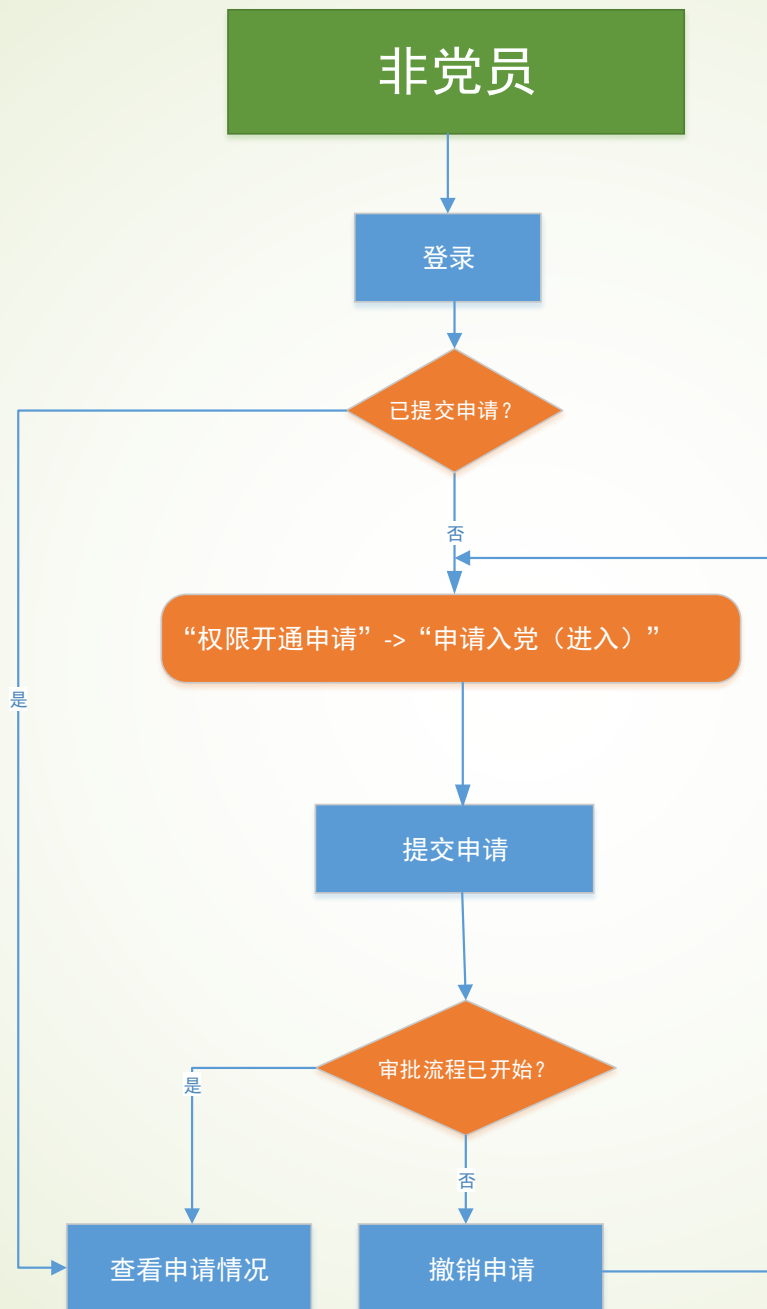 非党员
登录
已提交申请？
否
“权限开通申请” -> “申请入党（进入）”
是
提交申请
审批流程已开始？
是
否
查看申请情况
撤销申请